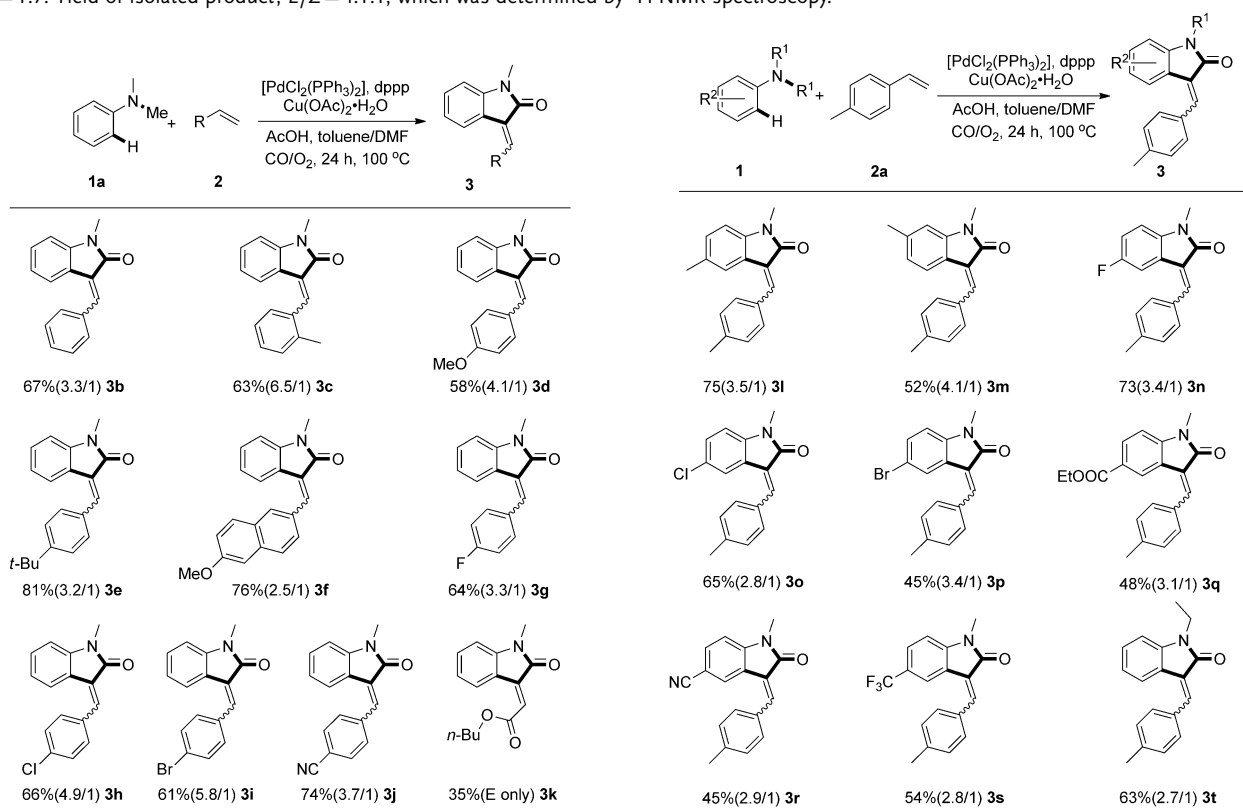 = 1:7. Yield of isolated product; E/Z = 4.1:1, which was determined by ¹H NMR spectroscopy.
N
Me
H
+
R
[PdCl2(PPh3)2], dppp
Cu(OAc)2•H2O
AcOH, toluene/DMF
CO/O2, 24 h, 100 °C
N
O
R
1a
2
3
N
O
67%(3.3/1) 3b
N
O
63%(6.5/1) 3c
N
O
MeO
58%(4.1/1) 3d
N
O
t-Bu
81%(3.2/1) 3e
N
O
MeO
76%(2.5/1) 3f
N
O
F
64%(3.3/1) 3g
N
O
Cl
66%(4.9/1) 3h
N
O
Br
61%(5.8/1) 3i
N
O
NC
74%(3.7/1) 3j
N
O
O
n-Bu
O
35%(E only) 3k
R1
N
R1
R2
H
+
[PdCl2(PPh3)2], dppp
Cu(OAc)2•H2O
AcOH, toluene/DMF
CO/O2, 24 h, 100 °C
R1
N
O
R2
1
2a
3
N
O
75(3.5/1) 3l
N
O
52%(4.1/1) 3m
N
O
F
73(3.4/1) 3n
N
O
Cl
65%(2.8/1) 3o
N
O
Br
45%(3.4/1) 3p
N
O
EtOOC
48%(3.1/1) 3q
N
O
NC
45%(2.9/1) 3r
N
O
F3C
54%(2.8/1) 3s
N
O
63%(2.7/1) 3t